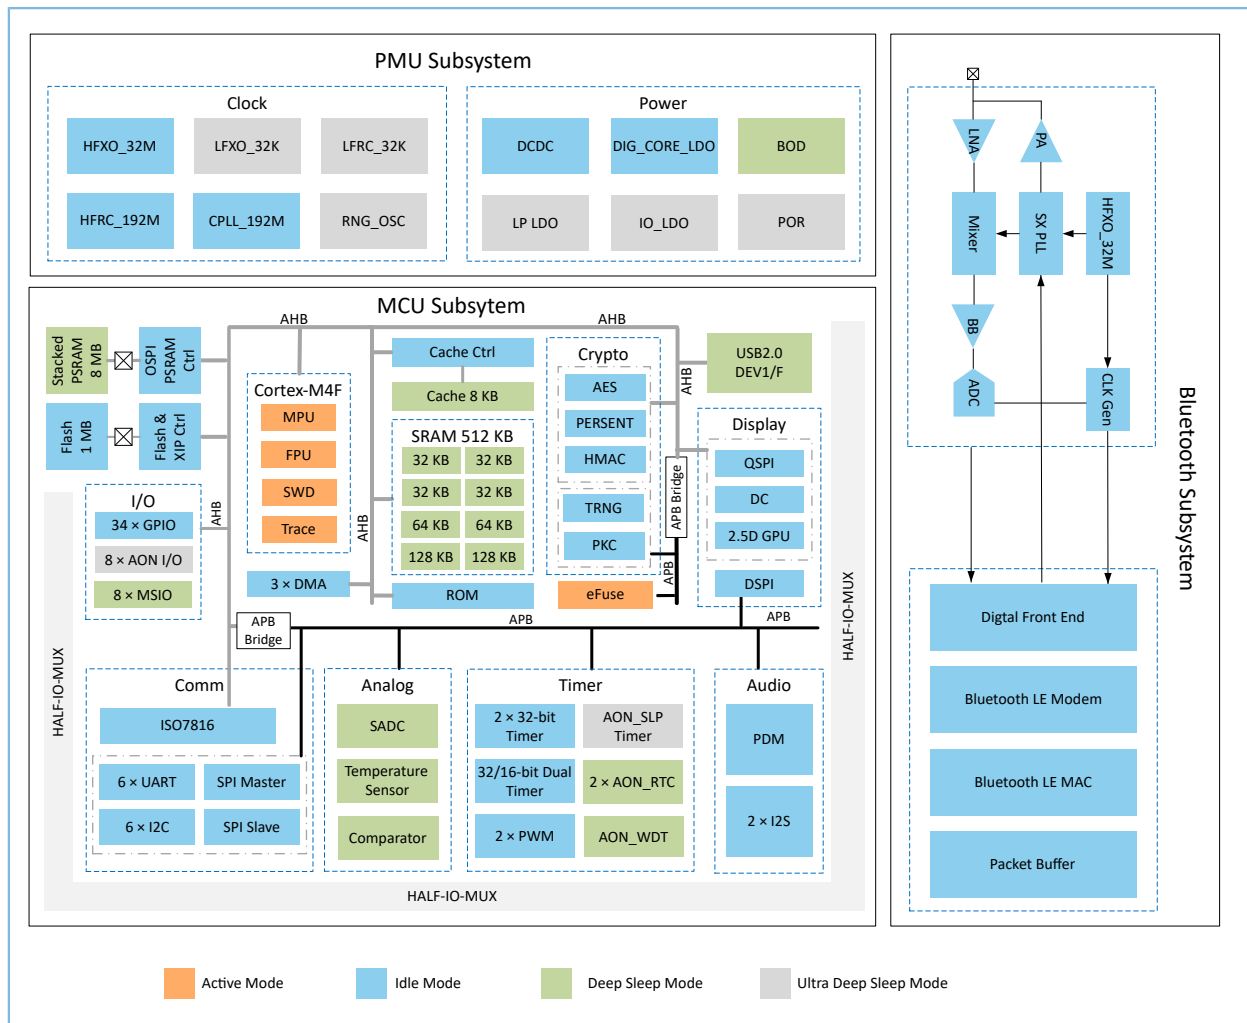 PMU Subsystem
Clock
HFXO_32M
LFXO_32K
LFRC_32K
HFRC_192M
CPLL_192M
RNG_OSC
Power
DCDC
DIG_CORE_LDO
BOD
LP LDO
IO_LDO
POR
MCU Subsytem
AHB
AHB
Stacked
PSRAM
8 MB
OSPI
PSRAM
Ctrl
Flash
1 MB
Flash &
XIP Ctrl
I/O
34 × GPIO
8 × AON I/O
8 × MSIO
AHB
Cortex-M4F
MPU
FPU
SWD
Trace
3 × DMA
AHB
Cache Ctrl
Cache 8 KB
SRAM 512 KB
32 KB
32 KB
32 KB
32 KB
64 KB
64 KB
128 KB
128 KB
ROM
Crypto
AES
PERSENT
HMAC
TRNG
PKC
eFuse
AHB
APB Bridge
APB
USB2.0
DEV1/F
Display
QSPI
DC
2.5D GPU
DSPI
APB
Bridge
APB
APB
HALF-IO-MUX
HALF-IO-MUX
HALF-IO-MUX
Comm
ISO7816
6 × UART
SPI Master
6 × I2C
SPI Slave
Analog
SADC
Temperature
Sensor
Comparator
Timer
2 × 32-bit
Timer
AON_SLP
Timer
32/16-bit Dual
Timer
2 × AON_RTC
2 × PWM
AON_WDT
Audio
PDM
2 × I2S
Bluetooth Subsystem
LNA
PA
Mixer
SX PLL
HFXO_32M
BB
ADC
CLK Gen
Digtal Front End
Bluetooth LE Modem
Bluetooth LE MAC
Packet Buffer
Active Mode
Idle Mode
Deep Sleep Mode
Ultra Deep Sleep Mode